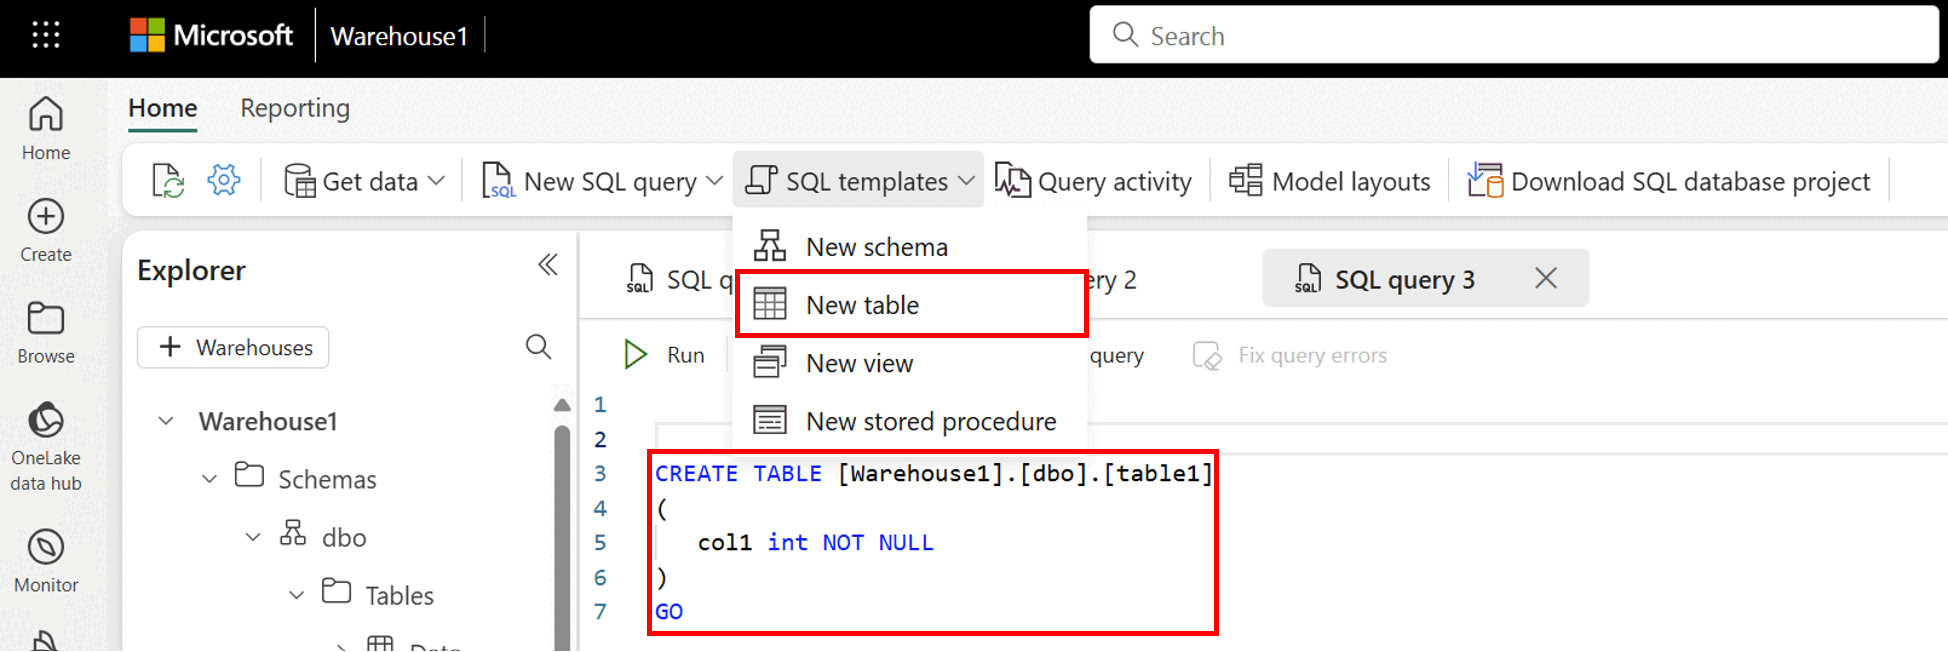 Microsoft Warehouse1 Search
Home Reporting
Home
Get data New SQL query SQL templates Query activity Model layouts Download SQL database project
SQL
Create
New schema
Explorer
SQL q ery 2 SQL query 3
SQL SQL
New table
Warehouses
Run query Fix query errors
Browse
New view
1
Warehouse1
New stored procedure
2
OneLake
data hub
Schemas
3 CREATE TABLE [Warehouse1].[dbo].[table1]
4 (
dbo
5 col1 int NOT NULL
Monitor
6 )
Tables
7 GO